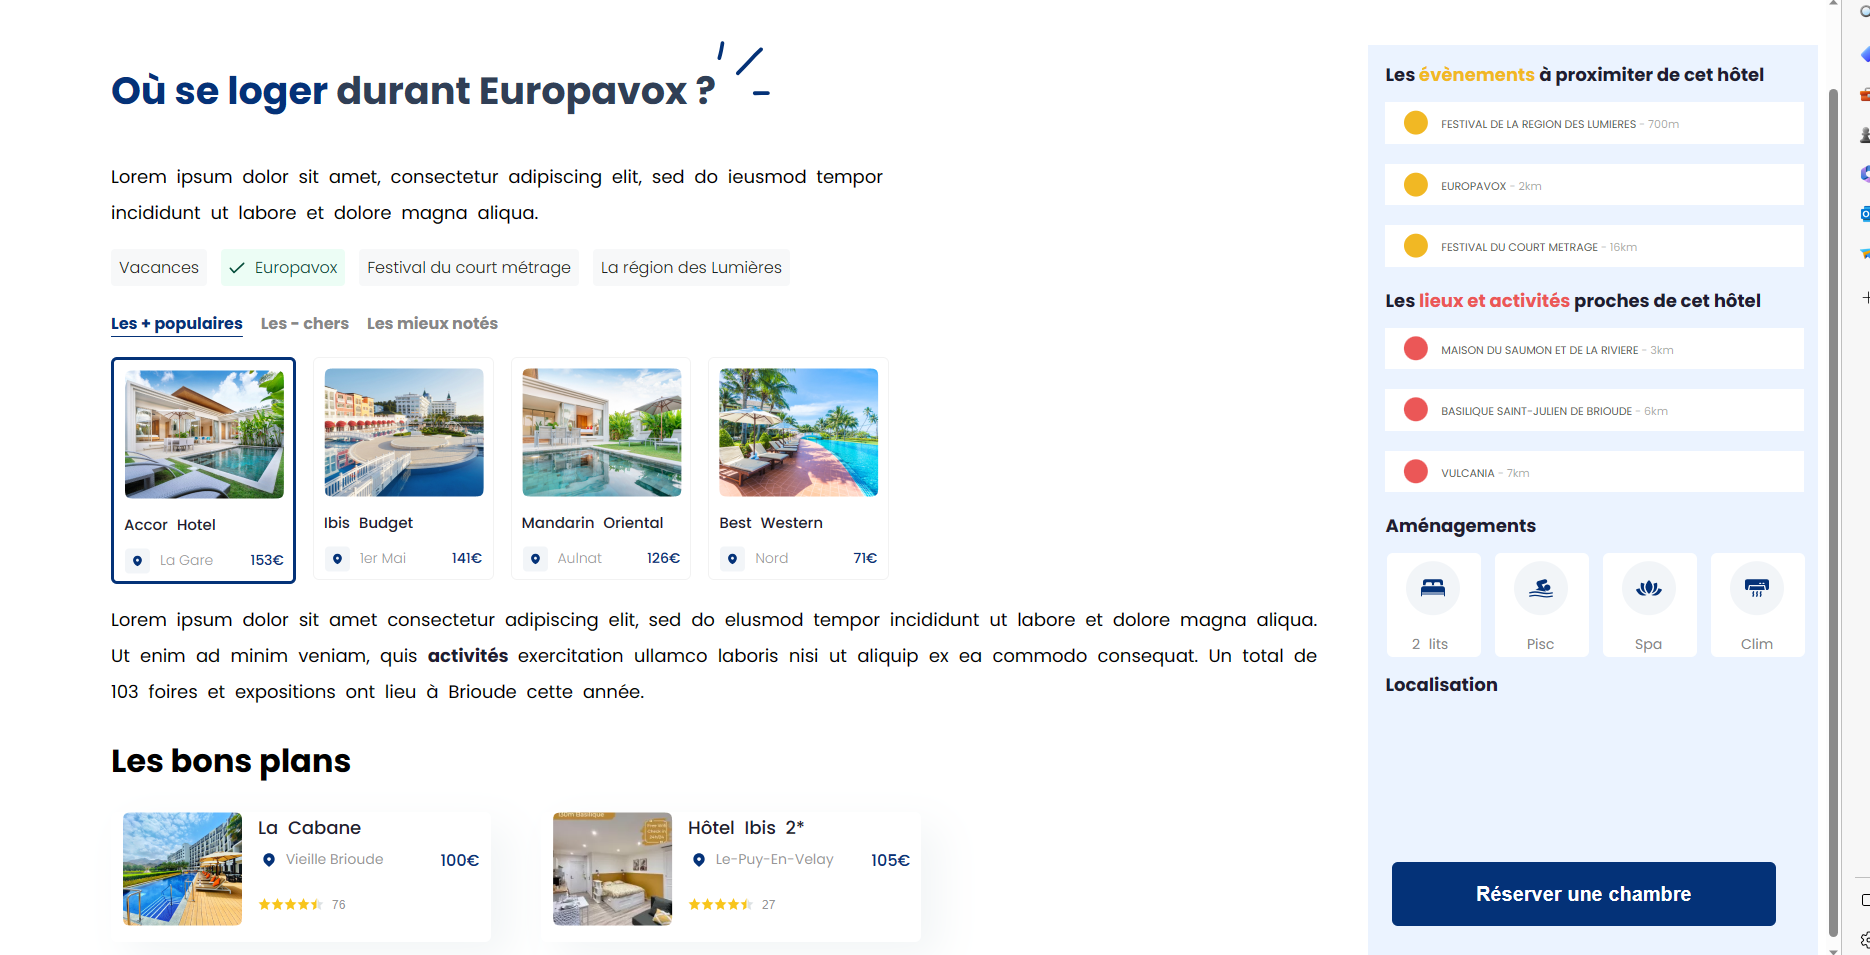 Où se loger durant Europavox ?
Lorem ipsum dolor sit amet, consectetur adipiscing elit, sed do ieusmod tempor
incididunt ut labore et dolore magna aliqua.
Vacances
Europavox
Festival du court métrage
La région des Lumières
Les + populaires
Les - chers
Les mieux notés
Accor Hotel
La Gare
153€
Ibis Budget
1er Mai
141€
Mandarin Oriental
Aulnat
126€
Best Western
Nord
71€
Lorem ipsum dolor sit amet consectetur adipiscing elit, sed do elusmod tempor incididunt ut labore et dolore magna aliqua.
Ut enim ad minim veniam, quis activités exercitation ullamco laboris nisi ut aliquip ex ea commodo consequat. Un total de
103 foires et expositions ont lieu à Brioude cette année.
Les bons plans
La Cabane
Vieille Brioude
100€
76
Hôtel Ibis 2*
Le-Puy-En-Velay
105€
27
Les évènements à proximiter de cet hôtel
FESTIVAL DE LA REGION DES LUMIERES - 700m
EUROPAVOX - 2km
FESTIVAL DU COURT METRAGE - 16km
Les lieux et activités proches de cet hôtel
MAISON DU SAUMON ET DE LA RIVIERE - 3km
BASILIQUE SAINT-JULIEN DE BRIOUDE - 6km
VULCANIA - 7km
Aménagements
2 lits
Pisc
Spa
Clim
Localisation
Réserver une chambre